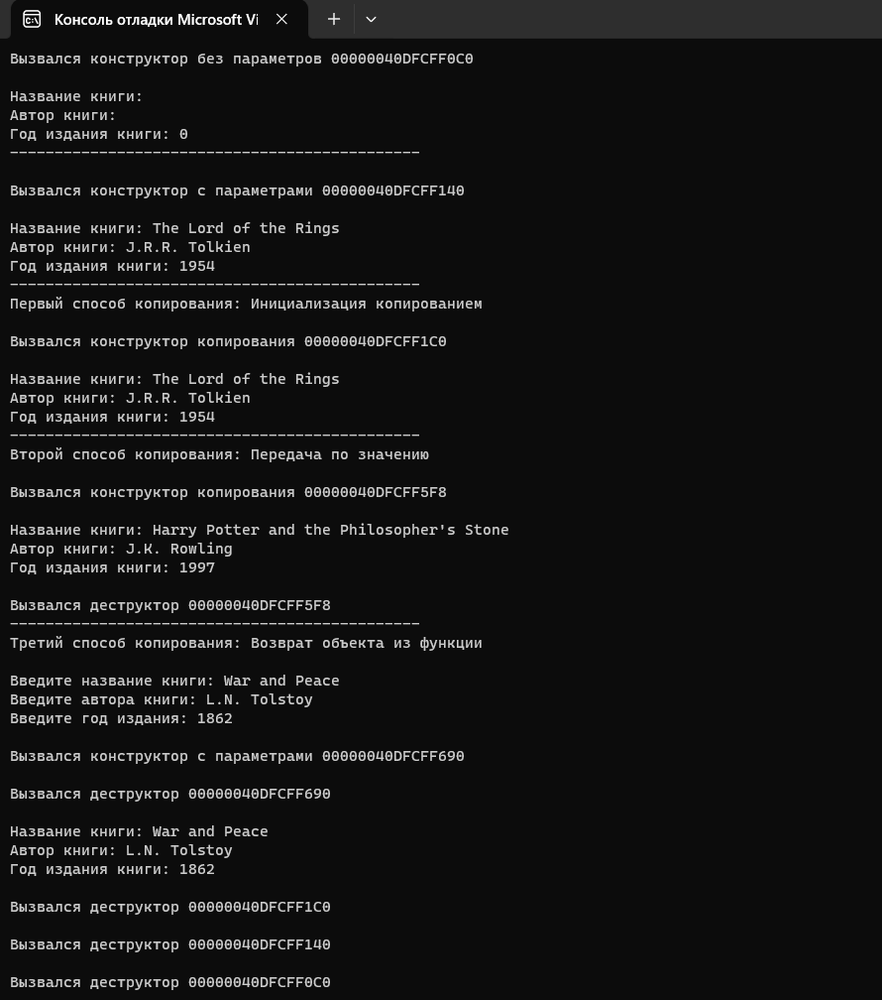 Консоль отладки Microsoft Vi
Вызвался конструктор без параметров 00000040DFCFF0C0
Название книги:
Автор книги:
Год издания книги: 0
----------------------------------------------
Вызвался конструктор с параметрами 00000040DFCFF140
Название книги: The Lord of the Rings
Автор книги: J.R.R. Tolkien
Год издания книги: 1954
----------------------------------------------
Первый способ копирования: Инициализация копированием
Вызвался конструктор копирования 00000040DFCFF1C0
Название книги: The Lord of the Rings
Автор книги: J.R.R. Tolkien
Год издания книги: 1954
----------------------------------------------
Второй способ копирования: Передача по значению
Вызвался конструктор копирования 00000040DFCFF5F8
Название книги: Harry Potter and the Philosopher's Stone
Автор книги: J.K. Rowling
Год издания книги: 1997
Вызвался деструктор 00000040DFCFF5F8
----------------------------------------------
Третий способ копирования: Возврат объекта из функции
Введите название книги: War and Peace
Введите автора книги: L.N. Tolstoy
Введите год издания: 1862
Вызвался конструктор с параметрами 00000040DFCFF690
Вызвался деструктор 00000040DFCFF690
Название книги: War and Peace
Автор книги: L.N. Tolstoy
Год издания книги: 1862
Вызвался деструктор 00000040DFCFF1C0
Вызвался деструктор 00000040DFCFF140
Вызвался деструктор 00000040DFCFF0C0